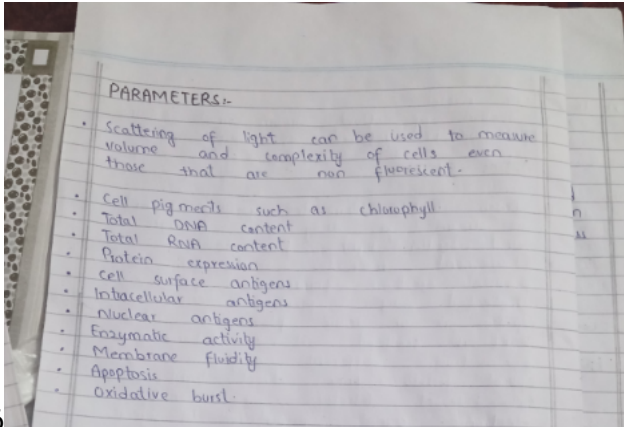 PARAMETERS:-
• Scattering of light can be used to measure
volume and complexity of cells even
those that are non fluorescent.
• Cell pigments such as chlorophyll
• Total DNA content
• Total RNA content
• Protein expression
• Cell surface antigens
• Intracellular antigens
• Nuclear antigens
• Enzymatic activity
• Membrane fluidity
• Apoptosis
• Oxidative burst.